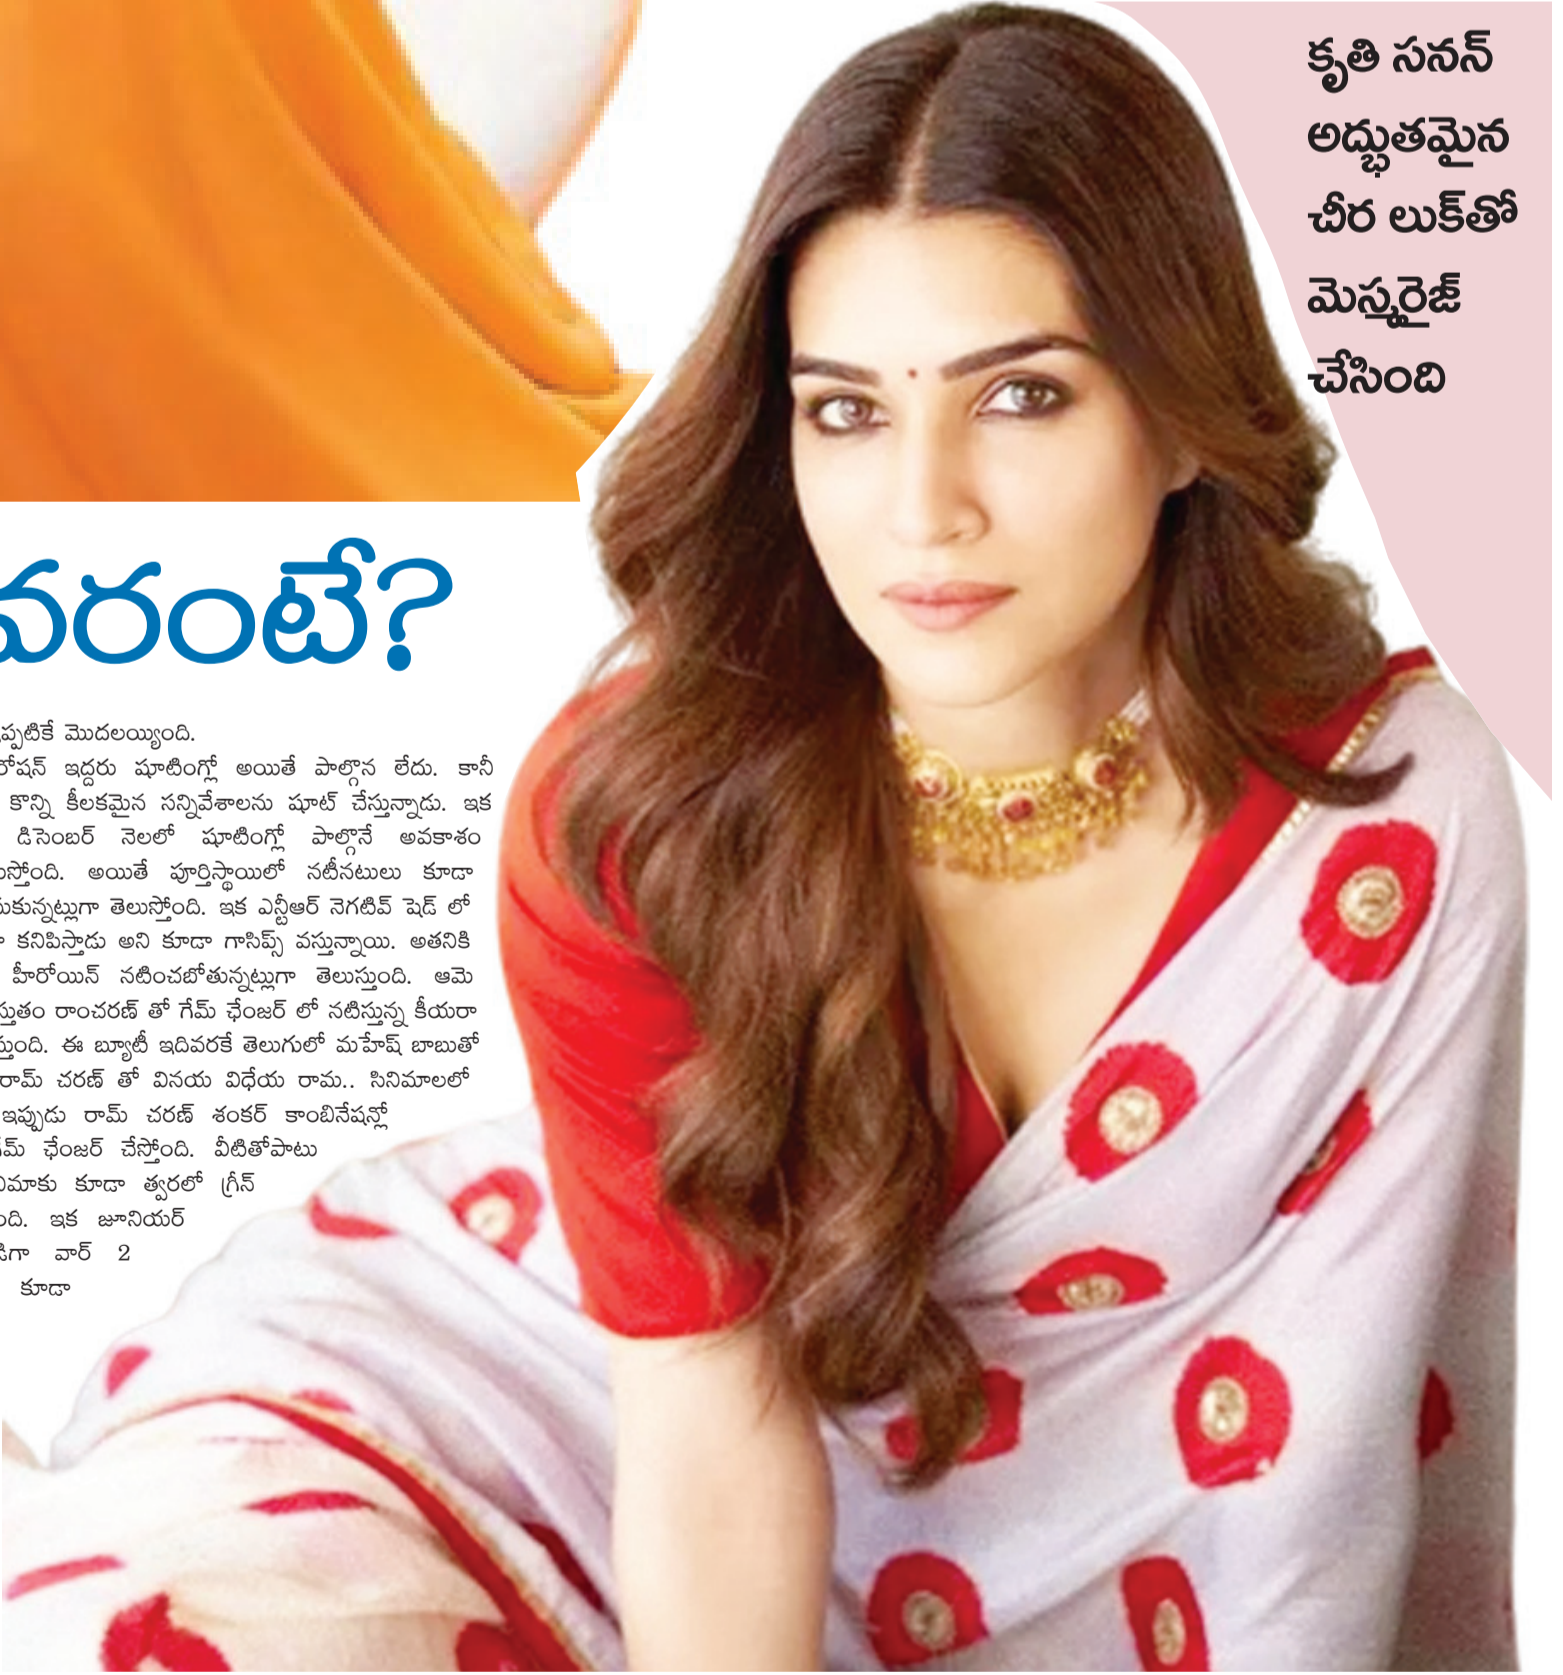 కృతి సనన్
అద్భుతమైన
చీర లుక్‌తో
మెస్మరైజ్
చేసింది
వరంటే?
ప్పటికే మొదలయ్యింది.
రోషన్ ఇద్దరు షూటింగ్లో అయితే పాల్గొన లేదు. కానీ
కొన్ని కీలకమైన సన్నివేశాలను షూట్ చేస్తున్నాడు. ఇక
డిసెంబర్ నెలలో షూటింగ్లో పాల్గొనే అవకాశం
స్తోంది. అయితే పూర్తిస్థాయిలో నటీనటులు కూడా
కున్నట్లుగా తెలుస్తోంది. ఇక ఎన్టీఆర్ నెగటివ్ షెడ్ లో
కనిపిస్తాడు అని కూడా గాసిప్స్ వస్తున్నాయి. అతనికి
హీరోయిన్ నటించబోతున్నట్లుగా తెలుస్తుంది. ఆమె
స్తుతం రాంచరణ్ తో గేమ్ ఛేంజర్ లో నటిస్తున్న కీయరా
స్తుంది. ఈ బ్యూటీ ఇదివరకే తెలుగులో మహేష్ బాబుతో
రామ్ చరణ్ తో వినయ విధేయ రామ.. సినిమాలలో
ఇప్పుడు రామ్ చరణ్ శంకర్ కాంబినేషన్లో
మ్ ఛేంజర్ చేస్తోంది. వీటితోపాటు
నిమాకు కూడా త్వరలో గ్రీన్
ంది. ఇక జూనియర్
డిగా వార్ 2
కూడా